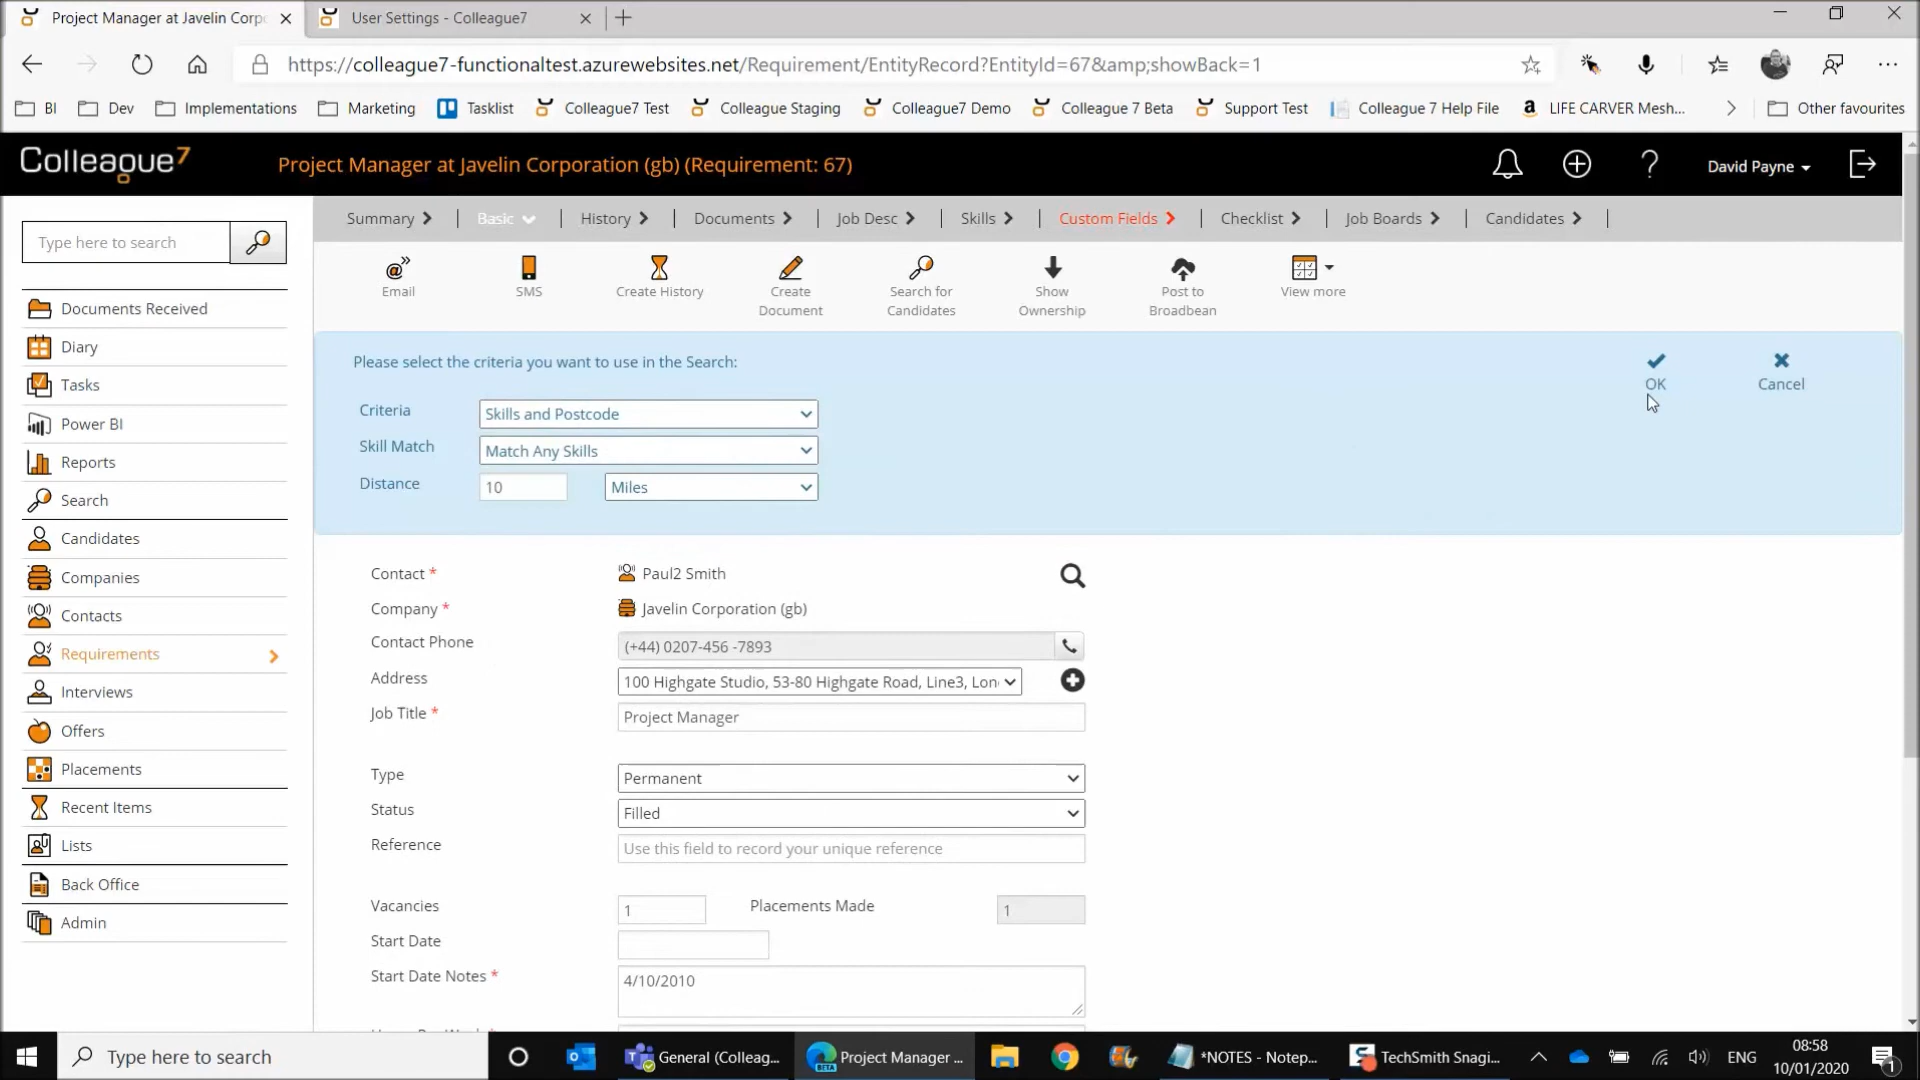 Project Manager at Javelin Corp
User Settings - Colleague7
https://colleague7-functionaltest.azurewebsites.net/Requirement/EntityRecord?EntityId=67&amp;showBack=1
BI
Dev
Implementations
Marketing
Tasklist
Colleague7 Test
Colleague Staging
Colleague7 Demo
Colleague 7 Beta
Support Test
Colleague 7 Help File
LIFE CARVER Mesh...
Other favourites
Colleague7
Project Manager at Javelin Corporation (gb) (Requirement: 67)
David Payne
Summary
Basic
History
Documents
Job Desc
Skills
Custom Fields
Checklist
Job Boards
Candidates
Type here to search
Email
SMS
Create History
Create Document
Search for Candidates
Show Ownership
Post to Broadbean
View more
Documents Received
Diary
Tasks
Power BI
Reports
Search
Candidates
Companies
Contacts
Requirements
Interviews
Offers
Placements
Recent Items
Lists
Back Office
Admin
Please select the criteria you want to use in the Search:
OK
Cancel
Criteria
Skills and Postcode
Skill Match
Match Any Skills
Distance
10
Miles
Contact *
Paul2 Smith
Company *
Javelin Corporation (gb)
Contact Phone
(+44) 0207-456 -7893
Address
100 Highgate Studio, 53-80 Highgate Road, Line3, Lon
Job Title *
Project Manager
Type
Permanent
Status
Filled
Reference
Use this field to record your unique reference
Vacancies
1
Placements Made
1
Start Date
Start Date Notes *
4/10/2010
Type here to search
General (Colleag...
Project Manager ...
*NOTES - Notep...
TechSmith Snagi...
ENG
08:58
10/01/2020
1